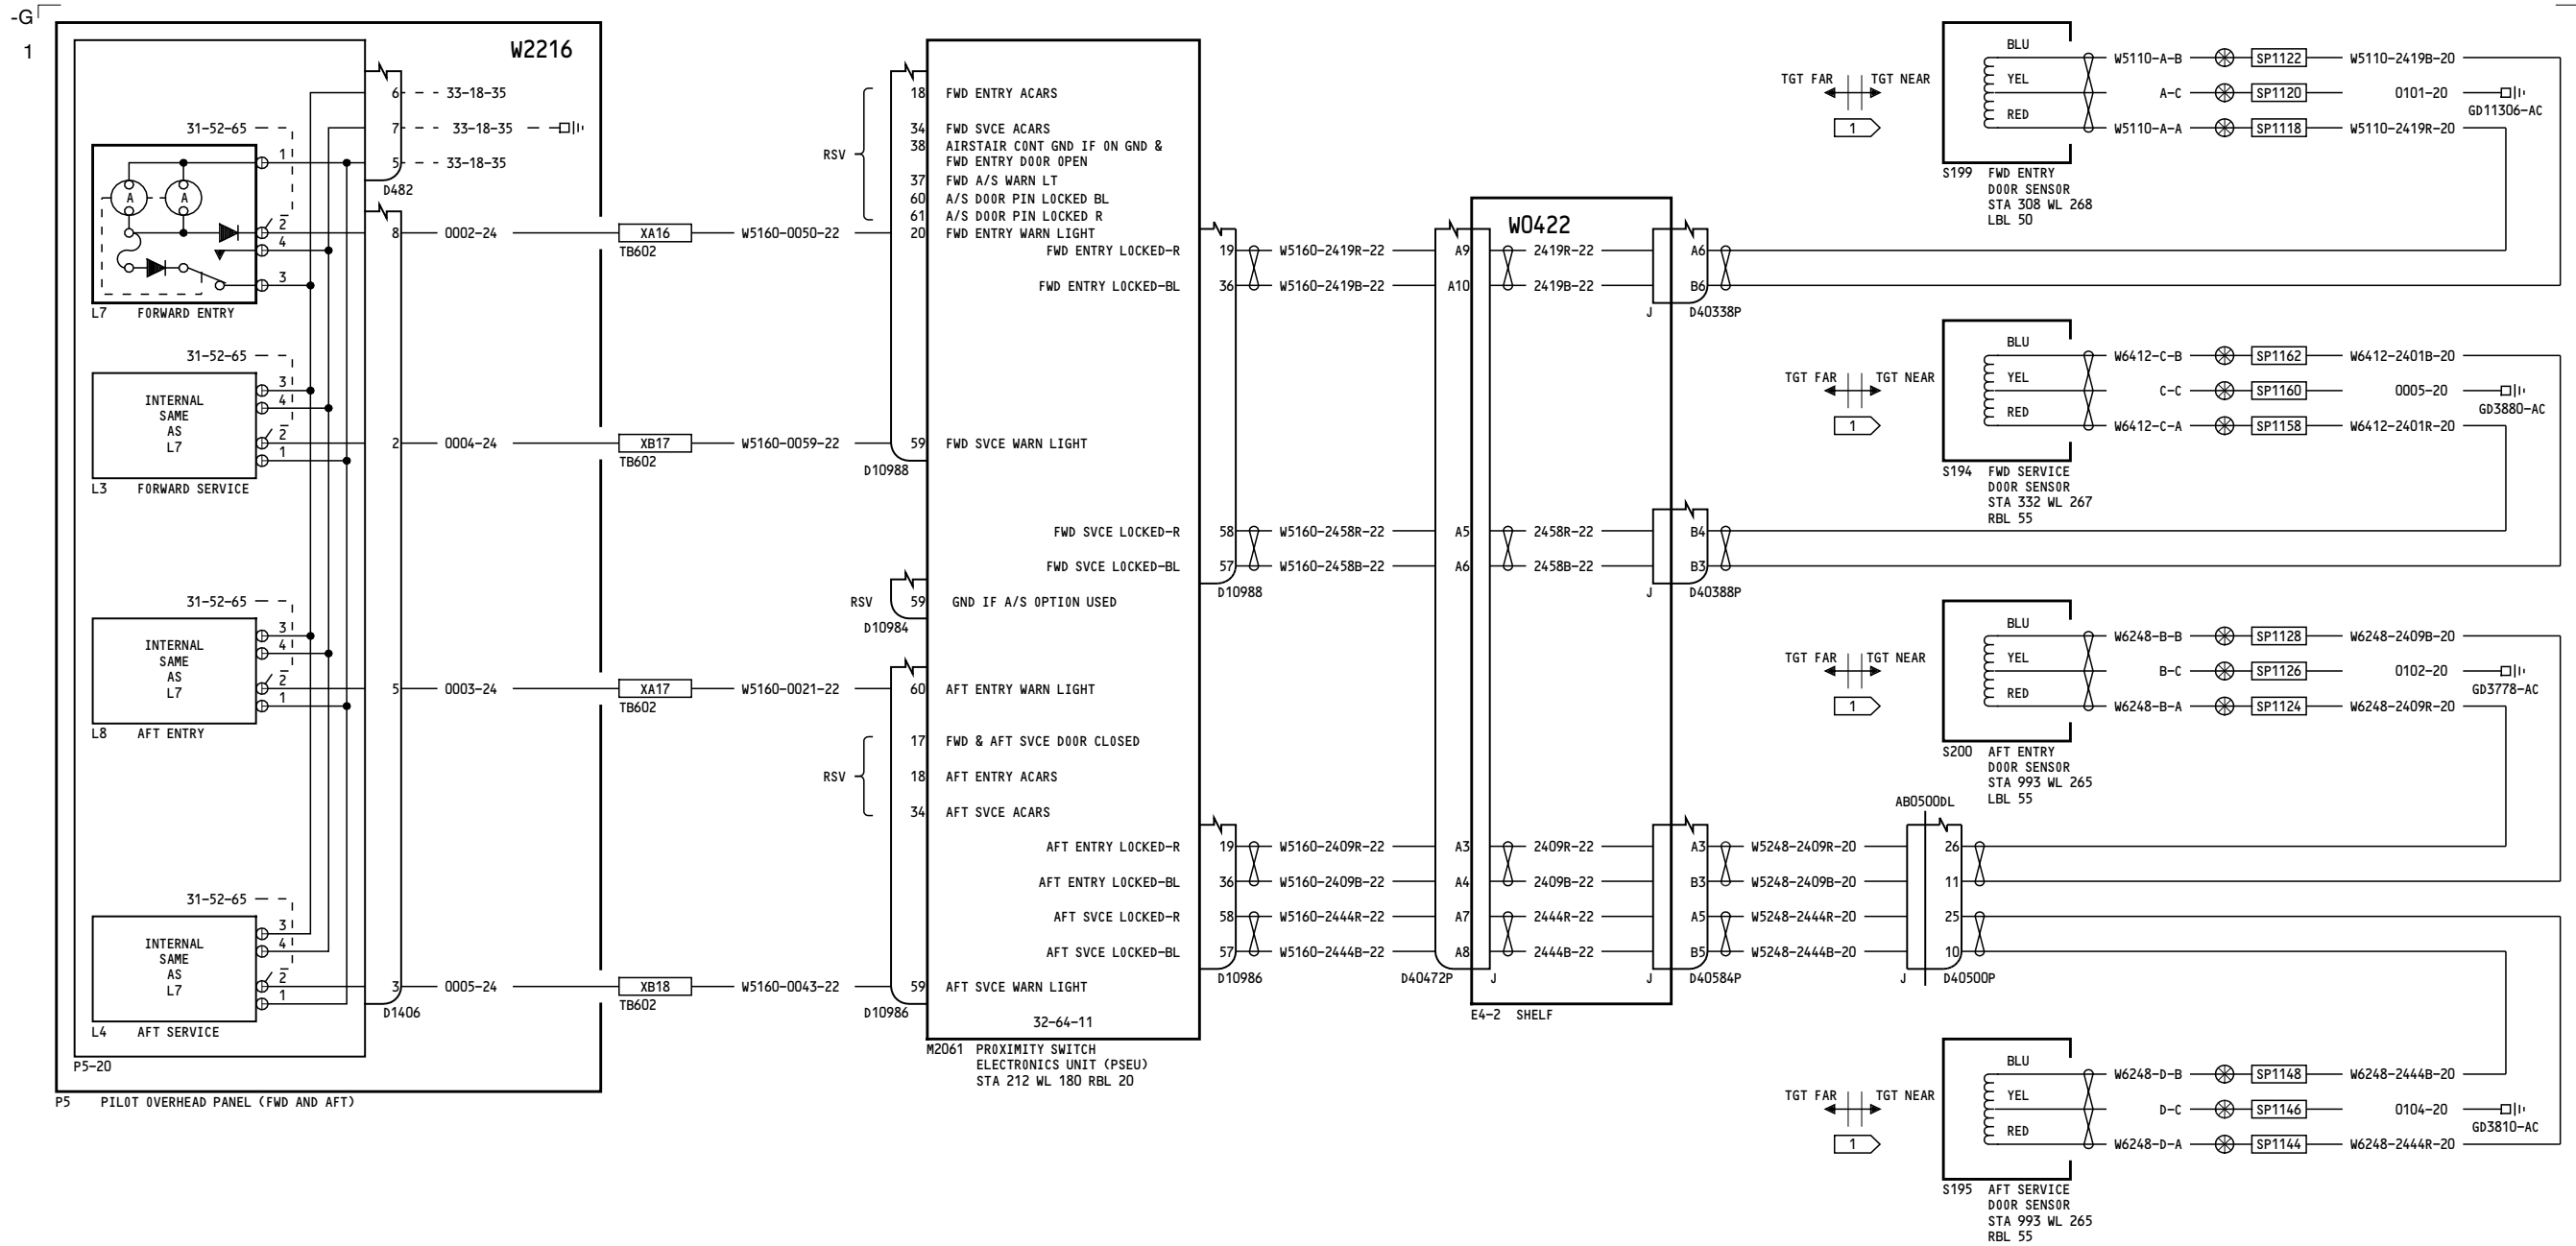 -G
1
W2216
6
33-18-35
7
33-18-35
5
33-18-35
D482
31-52-65
1
A
A
2
4
3
L7 FORWARD ENTRY
8
0002-24
XA16
TB602
W5160-0050-22
31-52-65
3
4
2
1
INTERNAL
SAME
AS
L7
L3 FORWARD SERVICE
2
0004-24
XB17
TB602
W5160-0059-22
31-52-65
3
4
2
1
INTERNAL
SAME
AS
L7
L8 AFT ENTRY
5
0003-24
XA17
TB602
W5160-0021-22
31-52-65
3
4
2
1
INTERNAL
SAME
AS
L7
L4 AFT SERVICE
3
D1406
0005-24
XB18
TB602
W5160-0043-22
P5-20
P5 PILOT OVERHEAD PANEL (FWD AND AFT)
RSV
18 FWD ENTRY ACARS
34 FWD SVCE ACARS
38 AIRSTAIR CONT GND IF ON GND &
FWD ENTRY DOOR OPEN
37 FWD A/S WARN LT
60 A/S DOOR PIN LOCKED BL
61 A/S DOOR PIN LOCKED R
20 FWD ENTRY WARN LIGHT
FWD ENTRY LOCKED-R 19
FWD ENTRY LOCKED-BL 36
59 FWD SVCE WARN LIGHT
D10988
FWD SVCE LOCKED-R 58
FWD SVCE LOCKED-BL 57
D10988
RSV 59 GND IF A/S OPTION USED
D10984
60 AFT ENTRY WARN LIGHT
RSV
17 FWD & AFT SVCE DOOR CLOSED
18 AFT ENTRY ACARS
34 AFT SVCE ACARS
AFT ENTRY LOCKED-R 19
AFT ENTRY LOCKED-BL 36
AFT SVCE LOCKED-R 58
AFT SVCE LOCKED-BL 57
D10986
59 AFT SVCE WARN LIGHT
D10986
32-64-11
M2061 PROXIMITY SWITCH
ELECTRONICS UNIT (PSEU)
STA 212 WL 180 RBL 20
W5160-2419R-22
W5160-2419B-22
W5160-2458R-22
W5160-2458B-22
W5160-2409R-22
W5160-2409B-22
W5160-2444R-22
W5160-2444B-22
W0422
A9 2419R-22 A6
A10 2419B-22 B6
J D40338P
A5 2458R-22 B4
A6 2458B-22 B3
J D40388P
A3 2409R-22 A3 W5248-2409R-20 26
A4 2409B-22 B3 W5248-2409B-20 11
A7 2444R-22 A5 W5248-2444R-20 25
A8 2444B-22 B5 W5248-2444B-20 10
D40472P J
J D40584P
AB0500DL
J D40500P
E4-2 SHELF
TGT FAR TGT NEAR
1
BLU W5110-A-B SP1122 W5110-2419B-20
YEL A-C SP1120 0101-20
GD11306-AC
RED W5110-A-A SP1118 W5110-2419R-20
S199 FWD ENTRY
DOOR SENSOR
STA 308 WL 268
LBL 50
TGT FAR TGT NEAR
1
BLU W6412-C-B SP1162 W6412-2401B-20
YEL C-C SP1160 0005-20
GD3880-AC
RED W6412-C-A SP1158 W6412-2401R-20
S194 FWD SERVICE
DOOR SENSOR
STA 332 WL 267
RBL 55
TGT FAR TGT NEAR
1
BLU W6248-B-B SP1128 W6248-2409B-20
YEL B-C SP1126 0102-20
GD3778-AC
RED W6248-B-A SP1124 W6248-2409R-20
S200 AFT ENTRY
DOOR SENSOR
STA 993 WL 265
LBL 55
TGT FAR TGT NEAR
1
BLU W6248-D-B SP1148 W6248-2444B-20
YEL D-C SP1146 0104-20
GD3810-AC
RED W6248-D-A SP1144 W6248-2444R-20
S195 AFT SERVICE
DOOR SENSOR
STA 993 WL 265
RBL 55